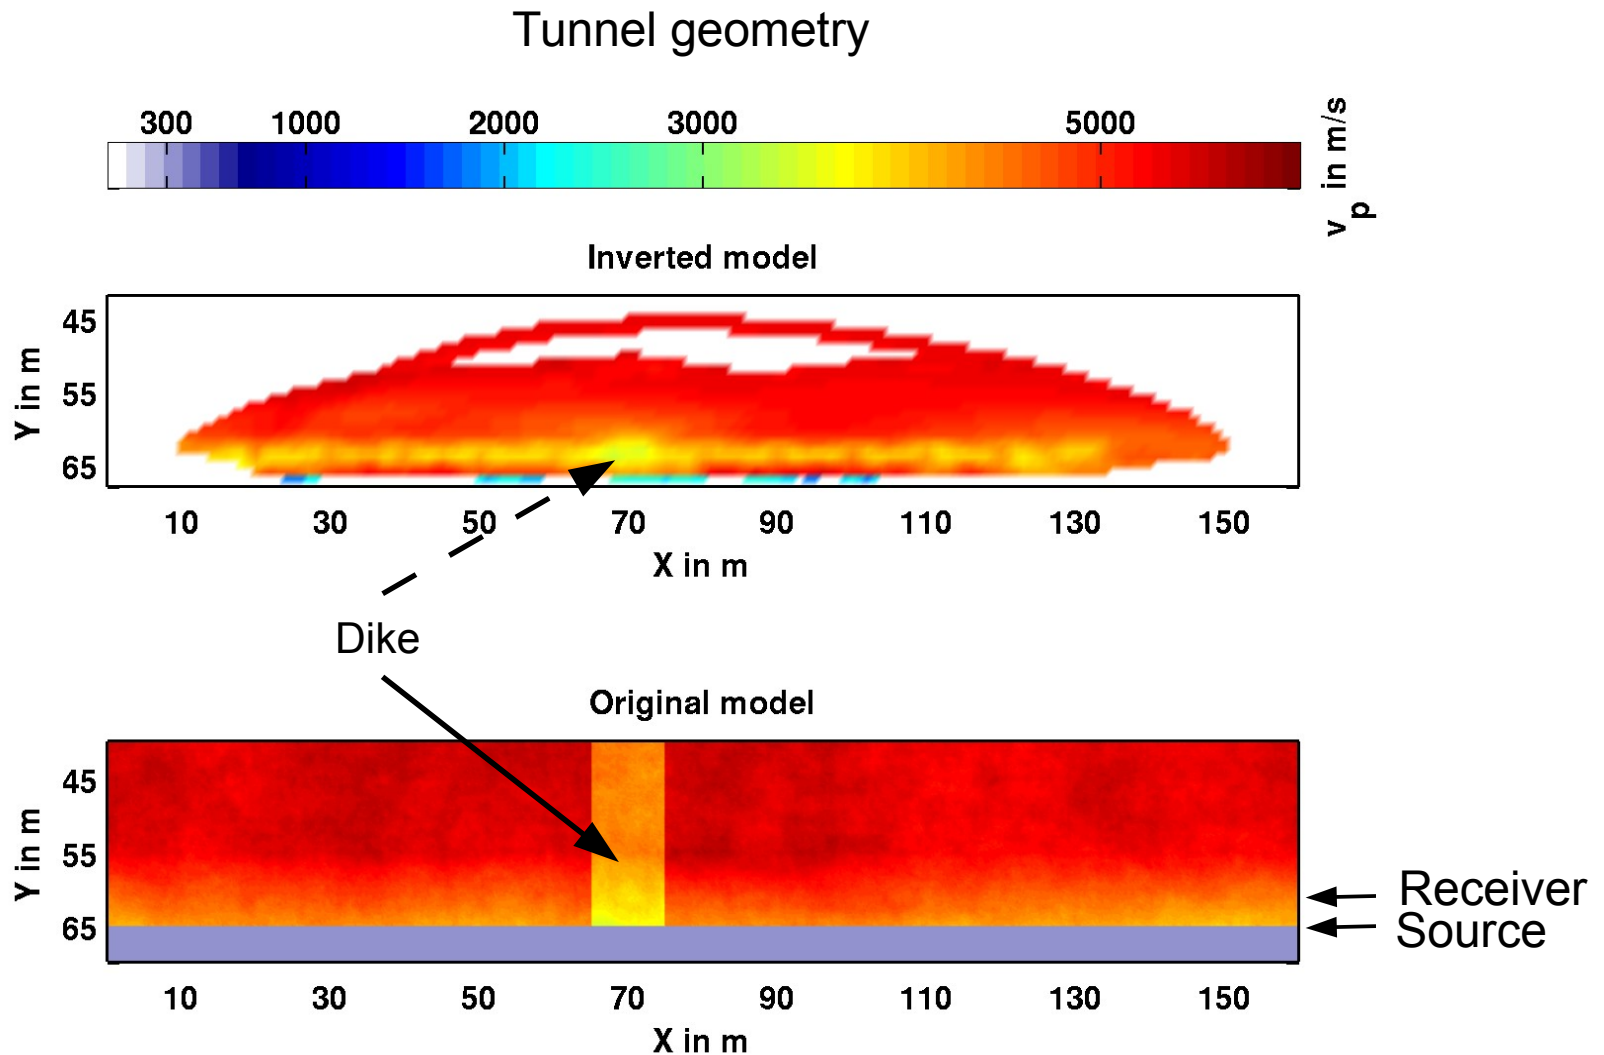 Tunnel geometry
300 1000 2000 3000 5000
v p in m/s
Inverted model
Y in m
45
55
65
10 30 50 70 90 110 130 150
X in m
Dike
Original model
Y in m
45
55
65
Receiver
Source
10 30 50 70 90 110 130 150
X in m